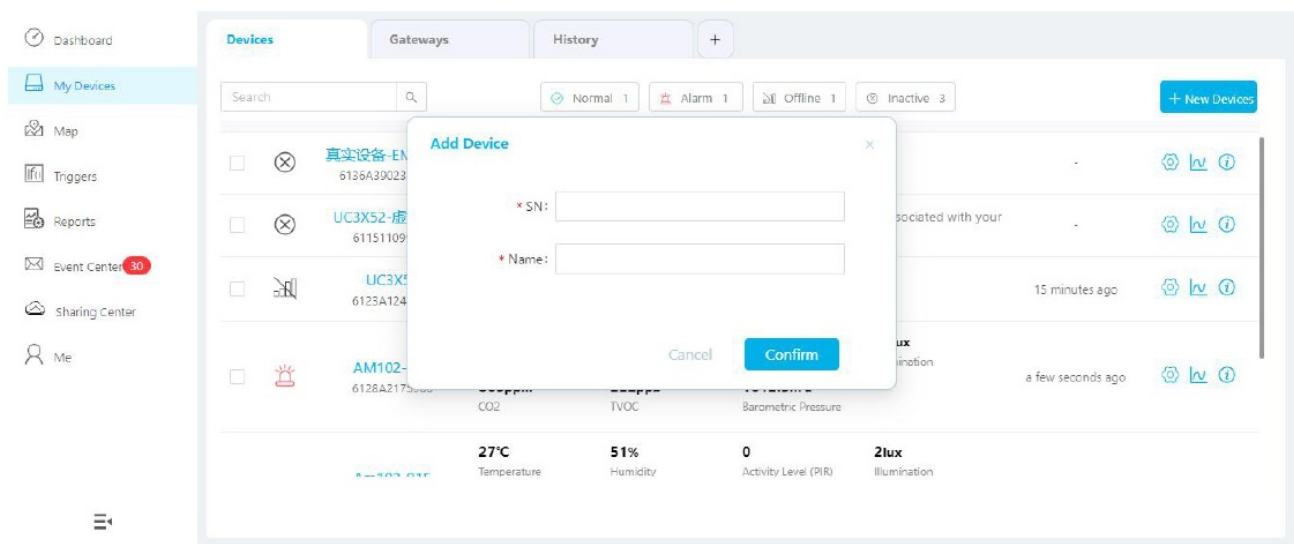 Dashboard
My Devices
Map
Triggers
Reports
Event Center 30
Sharing Center
Me
Devices Gateways History +
Search Normal 1 Alarm 1 Offline 1 Inactive 3 + New Devices
Add Device ×
* SN:
* Name:
Cancel Confirm
真实设备-EM
6136A39023 -
UC3X52-虚 sociated with your
61151109 -
UC3X5
6123A124 15 minutes ago
AM102- ux
6128A2175 a few seconds ago
CO2 TVOC Barometric Pressure
27°C 51% 0 2lux
Temperature Humidity Activity Level (PIR) Illumination